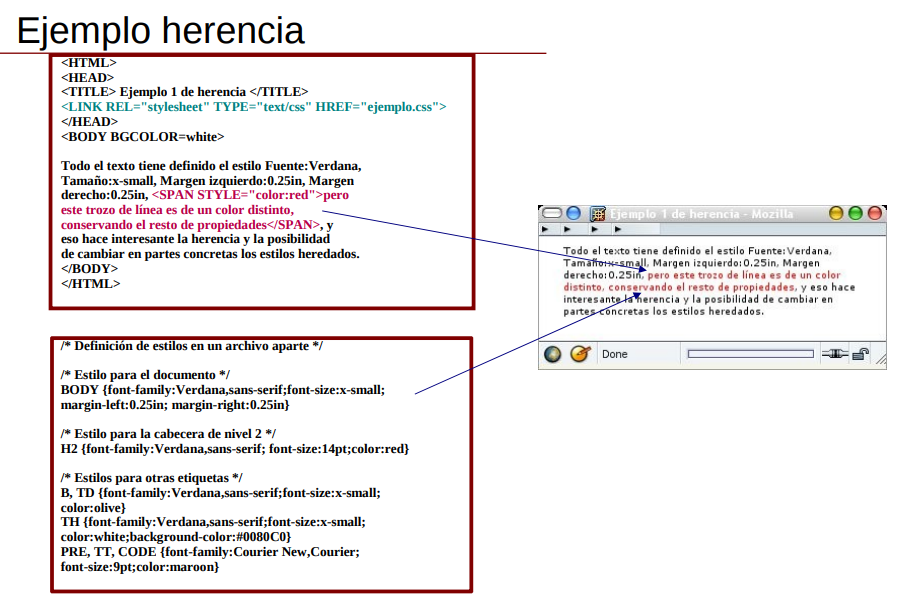 Ejemplo herencia
<HTML>
<HEAD>
<TITLE> Ejemplo 1 de herencia </TITLE>
<LINK REL="stylesheet" TYPE="text/css" HREF="ejemplo.css">
</HEAD>
<BODY BGCOLOR=white>
Todo el texto tiene definido el estilo Fuente:Verdana,
Tamaño:x-small, Margen izquierdo:0.25in, Margen
derecho:0.25in, <SPAN STYLE="color:red">pero
este trozo de línea es de un color distinto,
conservando el resto de propiedades</SPAN>, y
eso hace interesante la herencia y la posibilidad
de cambiar en partes concretas los estilos heredados.
</BODY>
</HTML>
Ejemplo 1 de herencia - Mozilla
Todo el texto tiene definido el estilo Fuente:Verdana,
Tamaño:x-small, Margen izquierdo:0.25in, Margen
derecho:0.25in, pero este trozo de línea es de un color
distinto, conservando el resto de propiedades, y eso hace
interesante la herencia y la posibilidad de cambiar en
partes concretas los estilos heredados.
Done
/* Definición de estilos en un archivo aparte */
/* Estilo para el documento */
BODY {font-family:Verdana,sans-serif;font-size:x-small;
margin-left:0.25in; margin-right:0.25in}
/* Estilo para la cabecera de nivel 2 */
H2 {font-family:Verdana,sans-serif; font-size:14pt;color:red}
/* Estilos para otras etiquetas */
B, TD {font-family:Verdana,sans-serif;font-size:x-small;
color:olive}
TH {font-family:Verdana,sans-serif;font-size:x-small;
color:white;background-color:#0080C0}
PRE, TT, CODE {font-family:Courier New,Courier;
font-size:9pt;color:maroon}